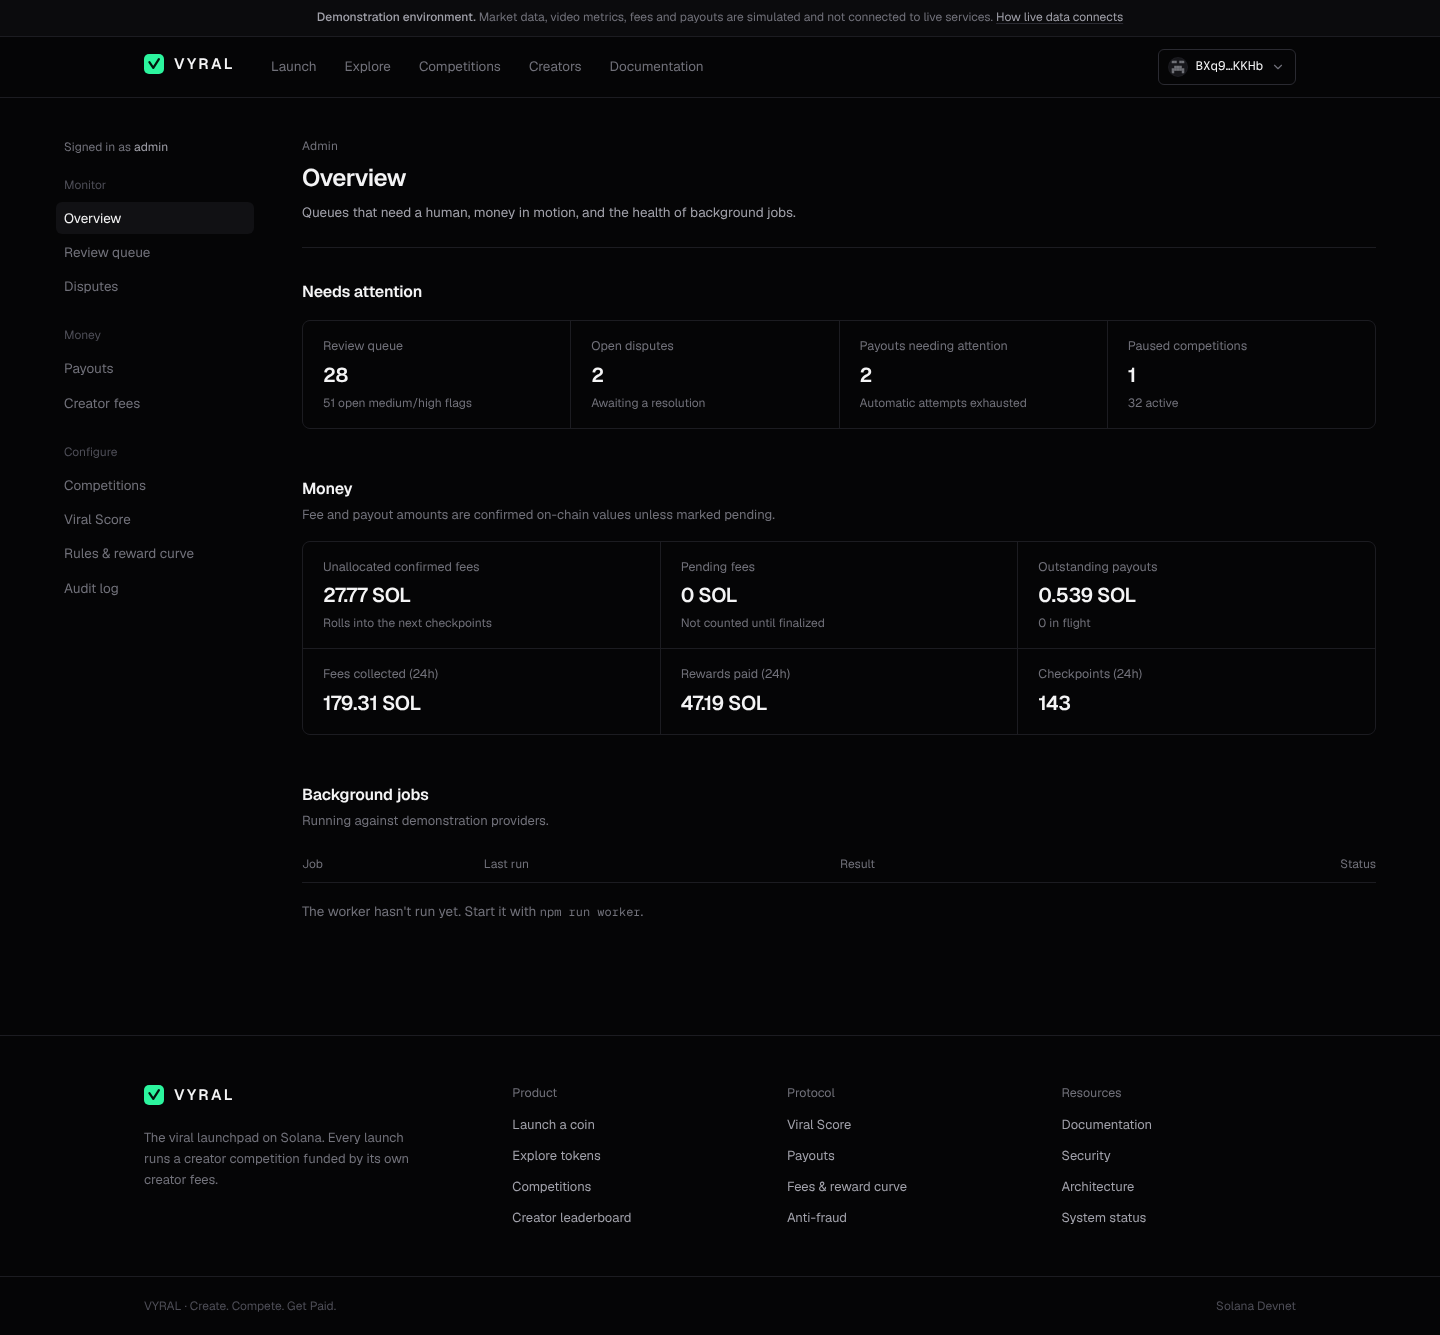 Demonstration environment. Market data, video metrics, fees and payouts are simulated and not connected to live services. How live data connects
VYRAL
Launch
Explore
Competitions
Creators
Documentation
BXq9…KKHb
Signed in as admin
Monitor
Overview
Review queue
Disputes
Money
Payouts
Creator fees
Configure
Competitions
Viral Score
Rules & reward curve
Audit log
Admin
Overview
Queues that need a human, money in motion, and the health of background jobs.
Needs attention
Review queue
28
51 open medium/high flags
Open disputes
2
Awaiting a resolution
Payouts needing attention
2
Automatic attempts exhausted
Paused competitions
1
32 active
Money
Fee and payout amounts are confirmed on-chain values unless marked pending.
Unallocated confirmed fees
27.77 SOL
Rolls into the next checkpoints
Pending fees
0 SOL
Not counted until finalized
Outstanding payouts
0.539 SOL
0 in flight
Fees collected (24h)
179.31 SOL
Rewards paid (24h)
47.19 SOL
Checkpoints (24h)
143
Background jobs
Running against demonstration providers.
Job
Last run
Result
Status
The worker hasn't run yet. Start it with npm run worker.
VYRAL
The viral launchpad on Solana. Every launch
runs a creator competition funded by its own
creator fees.
Product
Launch a coin
Explore tokens
Competitions
Creator leaderboard
Protocol
Viral Score
Payouts
Fees & reward curve
Anti-fraud
Resources
Documentation
Security
Architecture
System status
VYRAL · Create. Compete. Get Paid.
Solana Devnet